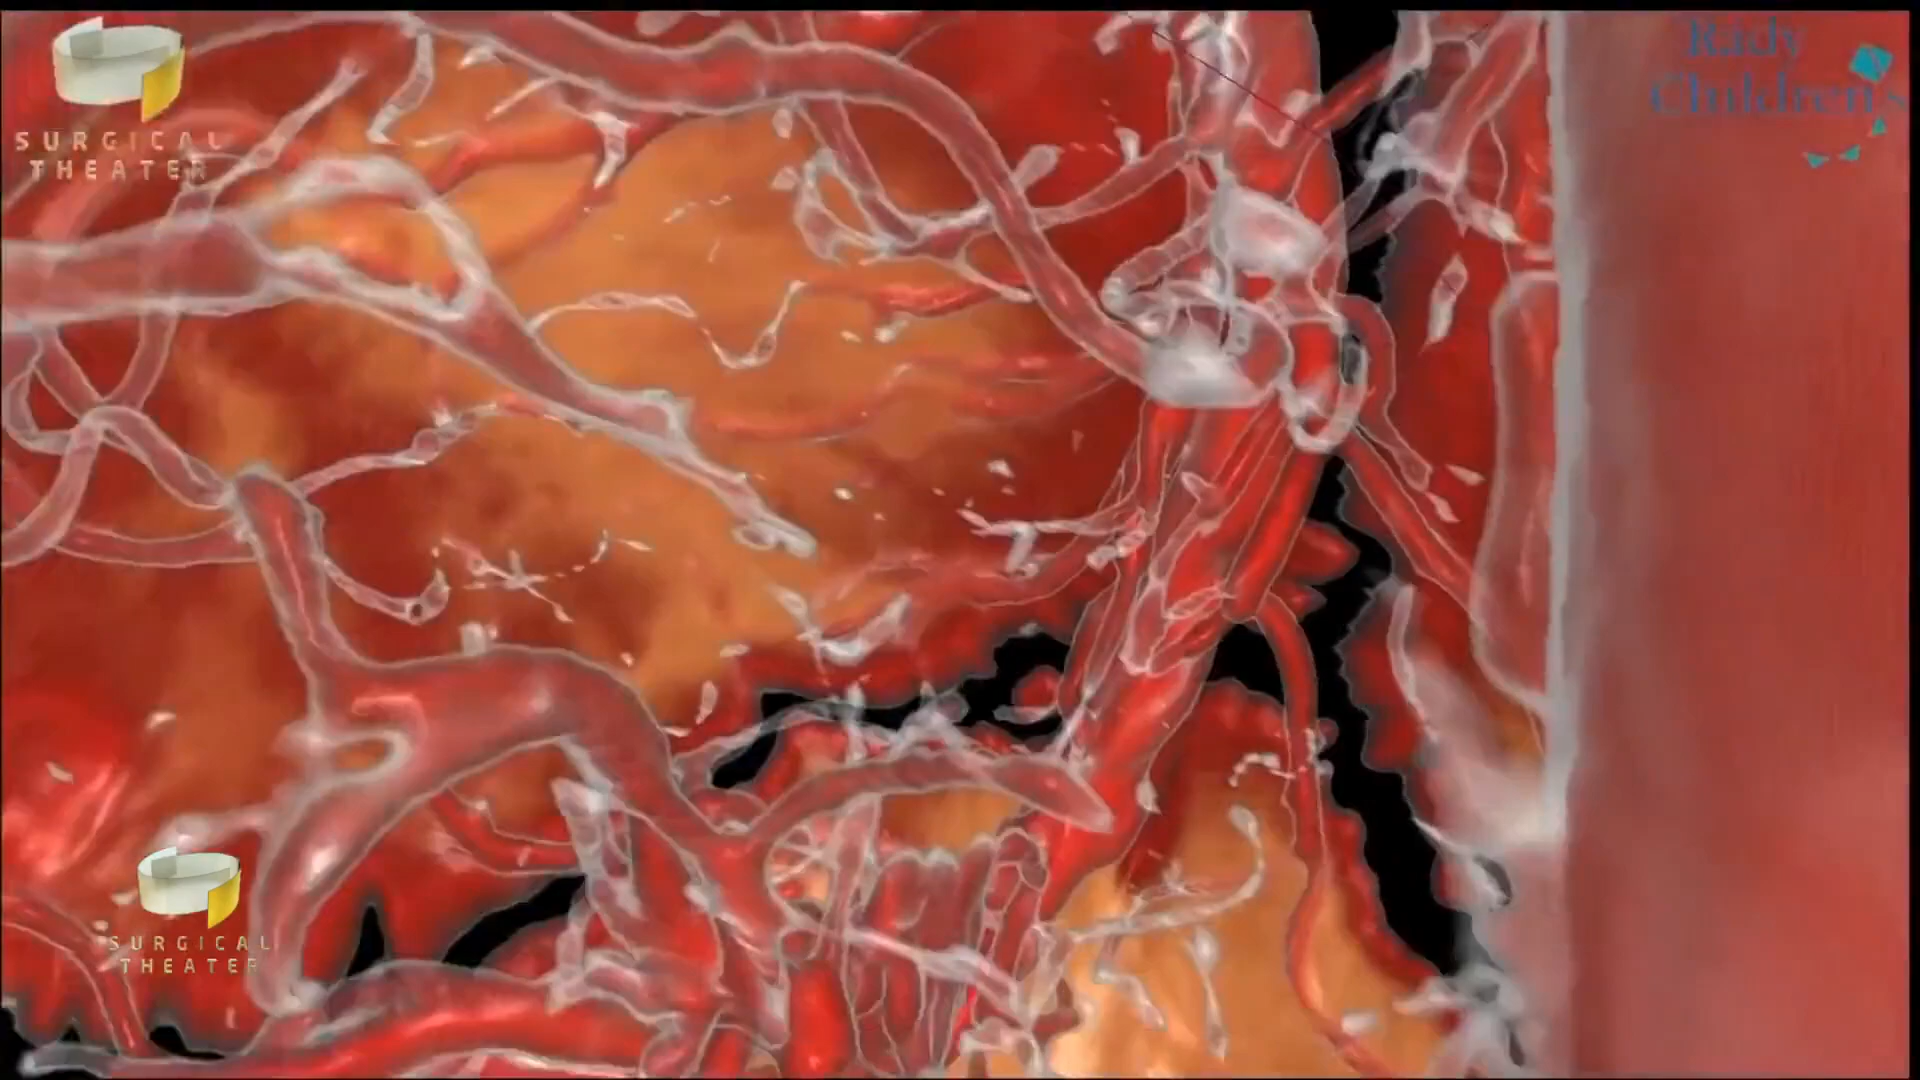 SURGICAL
THEATER
Rady
Children's
SURGICAL
THEATER